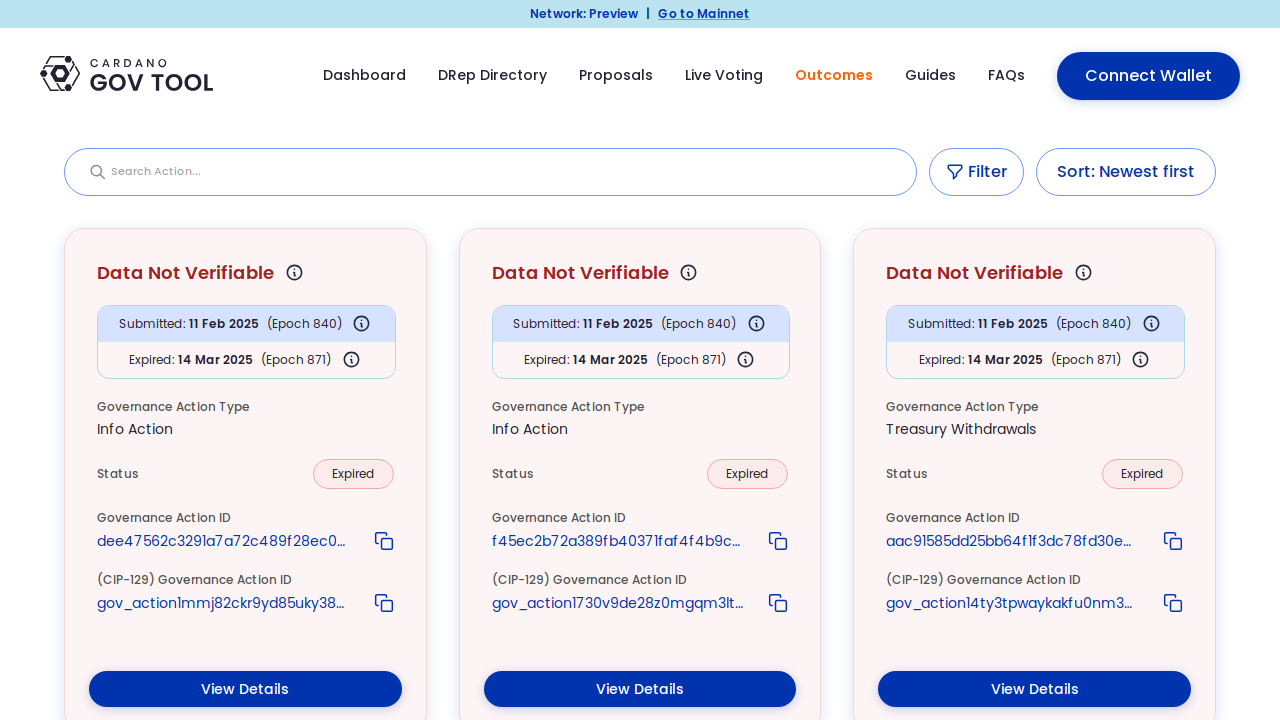 Network: Preview | Go to Mainnet
CARDANO
GOV TOOL
Dashboard DRep Directory Proposals Live Voting Outcomes Guides FAQs Connect Wallet
Search Action...
Filter
Sort: Newest first
Data Not Verifiable
Submitted: 11 Feb 2025 (Epoch 840)
Expired: 14 Mar 2025 (Epoch 871)
Governance Action Type
Info Action
Status
Expired
Governance Action ID
dee47562c3291a7a72c489f28ec0...
(CIP-129) Governance Action ID
gov_action1mmj82ckr9yd85uky38...
View Details
Data Not Verifiable
Submitted: 11 Feb 2025 (Epoch 840)
Expired: 14 Mar 2025 (Epoch 871)
Governance Action Type
Info Action
Status
Expired
Governance Action ID
f45ec2b72a389fb40371faf4f4b9c...
(CIP-129) Governance Action ID
gov_action1730v9de28z0mgqm3lt...
View Details
Data Not Verifiable
Submitted: 11 Feb 2025 (Epoch 840)
Expired: 14 Mar 2025 (Epoch 871)
Governance Action Type
Treasury Withdrawals
Status
Expired
Governance Action ID
aac91585dd25bb64f1f3dc78fd30e...
(CIP-129) Governance Action ID
gov_action14ty3tpwaykakfu0nm3...
View Details